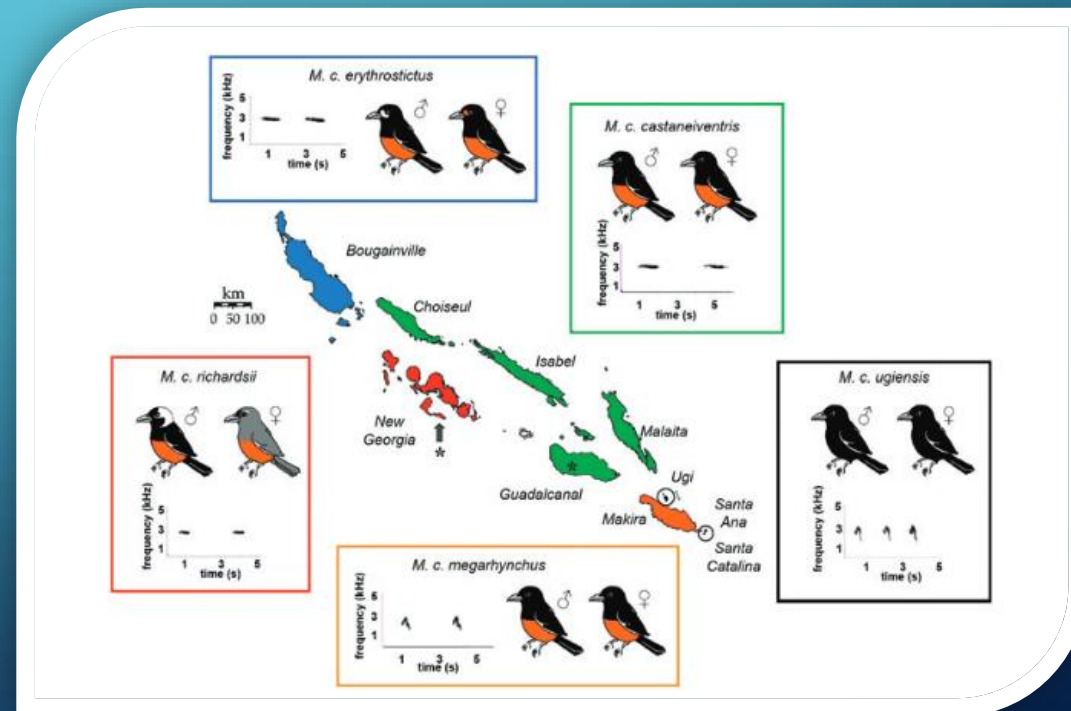 M. c. erythrostictus
frequency (kHz)
5
3
1
1 3 5
time (s)
♂ ♀
M. c. castaneiventris
♂ ♀
frequency (kHz)
5
3
1
1 3 5
time (s)
Bougainville
km
0 50 100
Choiseul
Isabel
New
Georgia
*
Malaita
*
Guadalcanal
Ugi
Makira
Santa
Ana
Santa
Catalina
M. c. richardsii
♂ ♀
frequency (kHz)
5
3
1
1 3 5
time (s)
M. c. ugiensis
♂ ♀
frequency (kHz)
5
3
1
1 3 5
time (s)
M. c. megarhynchus
frequency (kHz)
5
3
1
1 3 5
time (s)
♂ ♀